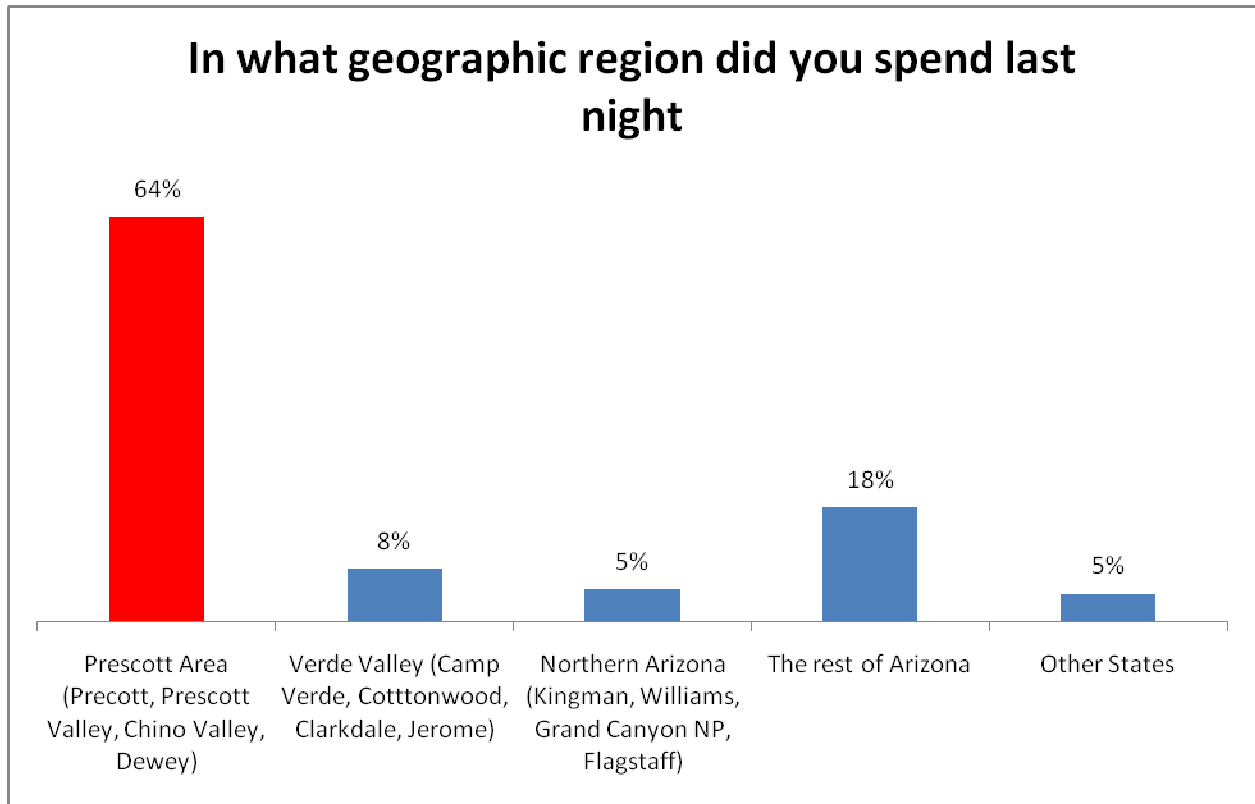 In what geographic region did you spend last
night
64%
8%
5%
18%
5%
Prescott Area
(Precott, Prescott
Valley, Chino Valley,
Dewey)
Verde Valley (Camp
Verde, Cotttonwood,
Clarkdale, Jerome)
Northern Arizona
(Kingman, Williams,
Grand Canyon NP,
Flagstaff)
The rest of Arizona
Other States